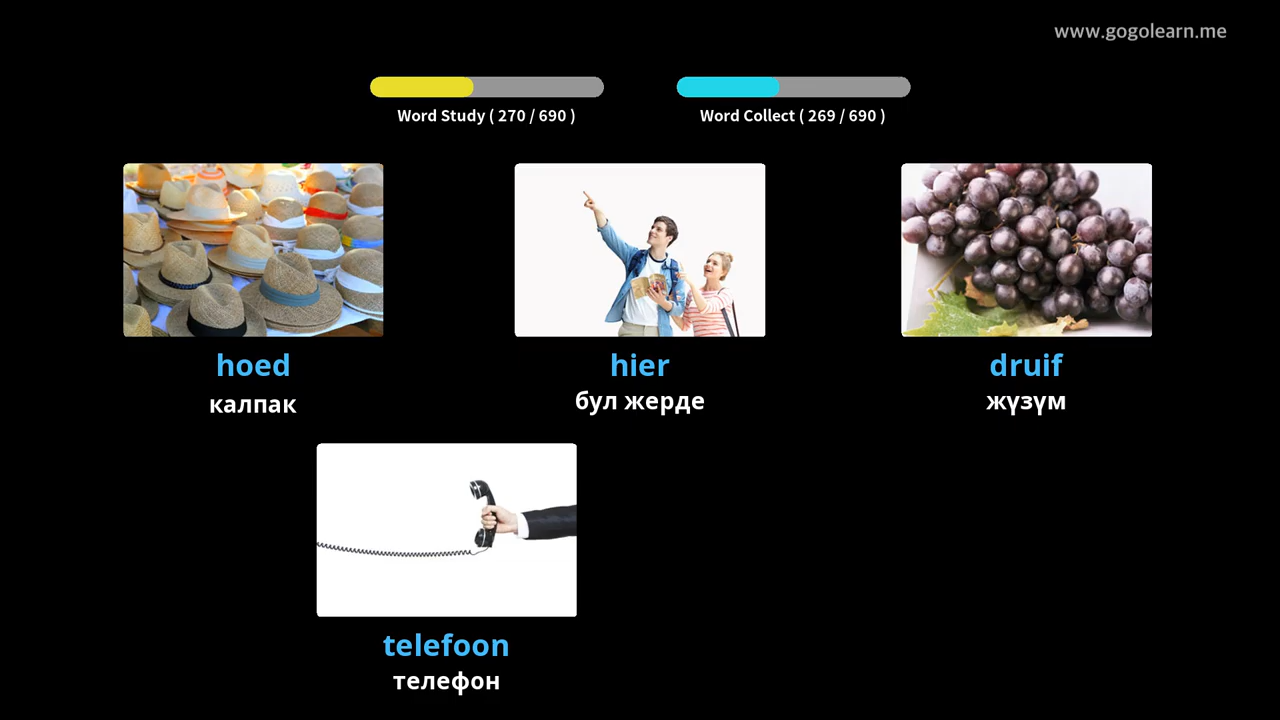 www.gogolearn.me
Word Study ( 270 / 690 )
Word Collect ( 269 / 690 )
hoed
калпак
hier
бул жерде
druif
жүзүм
telefoon
телефон